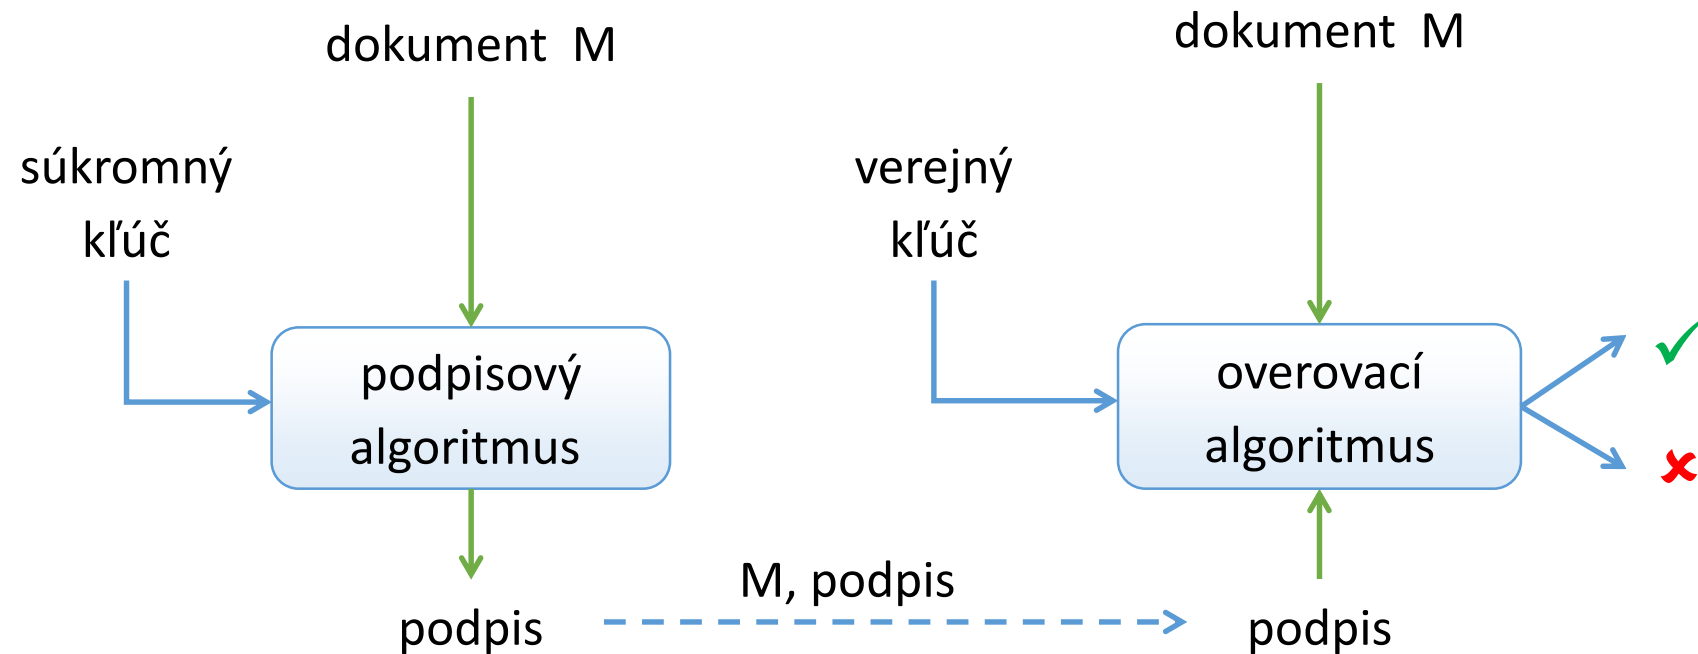 dokument M
súkromný
kľúč
podpisový
algoritmus
podpis
M, podpis
dokument M
verejný
kľúč
overovací
algoritmus
podpis